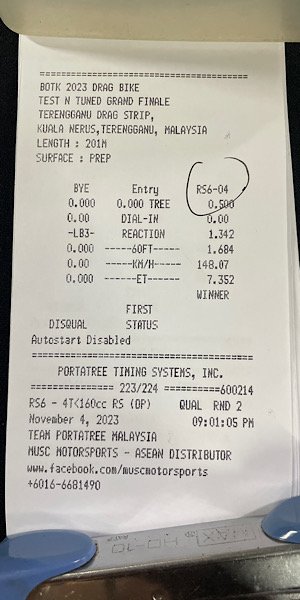 ================================
BOTK 2023 DRAG BIKE
TEST N TUNED GRAND FINALE
TERENGGANU DRAG STRIP,
KUALA NERUS,TERENGGANU, MALAYSIA
LENGTH : 201M
SURFACE : PREP
BYE Entry RS6-04
0.000 0.000 TREE 0.500
0.00 DIAL-IN 0.00
-LB3- REACTION 1.342
0.000 ------60FT------ 1.684
0.00 ------KM/H------ 148.07
0.000 -------ET------- 7.352
WINNER
FIRST
DISQUAL STATUS
Autostart Disabled
================================
PORTATREE TIMING SYSTEMS, INC.
============= 223/224 ==========600214
RS6 - 4T<160cc RS (OP) QUAL RND 2
November 4, 2023 09:01:05 PM
TEAM PORTATREE MALAYSIA
MUSC MOTORSPORTS - ASEAN DISTRIBUTOR
www.facebook.com/muscmotorsports
+6016-6681490